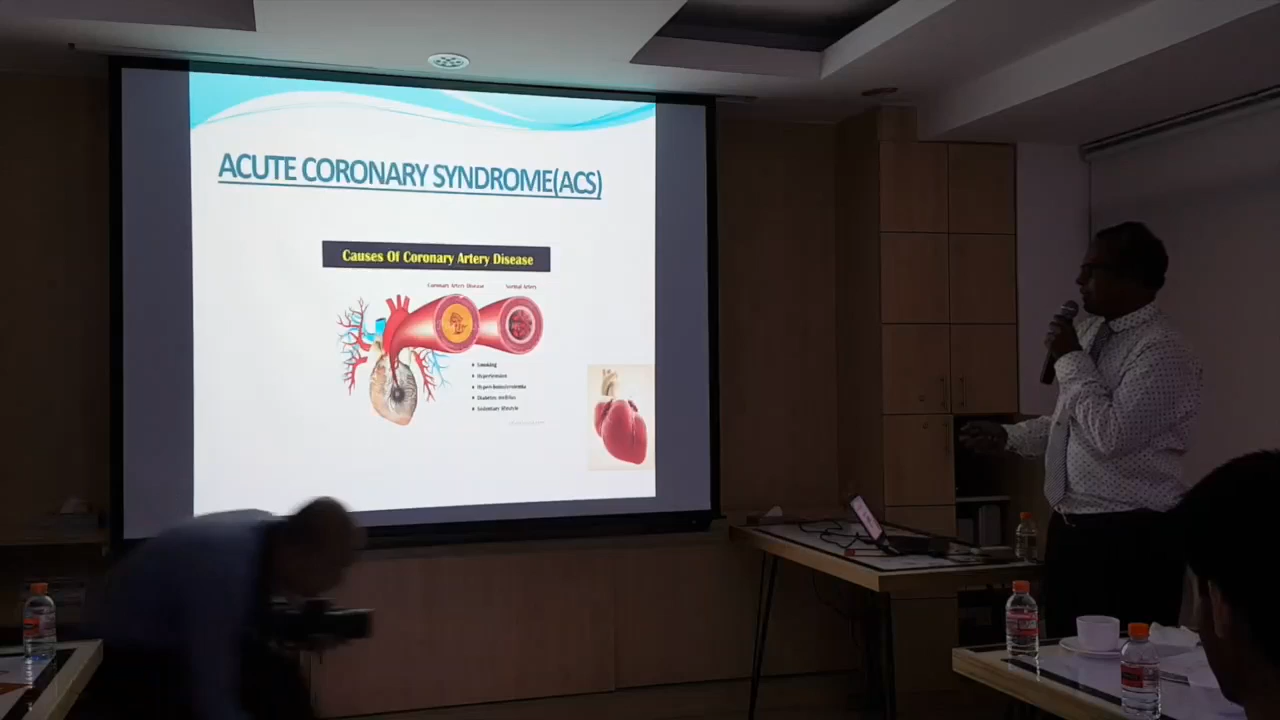 ACUTE CORONARY SYNDROME(ACS)
Causes Of Coronary Artery Disease
Coronary Artery Disease
Normal Artery
Smoking
Hypertension
Diabetes mellitus
Sedentary lifestyle